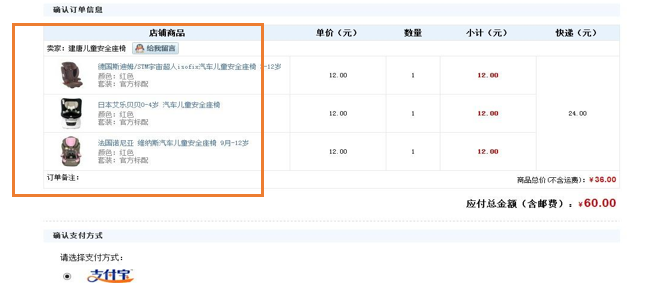 确认订单信息
店铺商品 单价（元） 数量 小计（元） 快递（元）
卖家：建康儿童安全座椅 给我留言
德国斯迪姆/STM宇宙超人isofix汽车儿童安全座椅 3-12岁
颜色：红色
套装：官方标配
12.00 1 12.00
日本艾乐贝贝0-4岁 汽车儿童安全座椅
颜色：红色
套装：官方标配
12.00 1 12.00 24.00
法国诺尼亚 维纳斯汽车儿童安全座椅 9月-12岁
颜色：红色
套装：官方标配
12.00 1 12.00
订单备注： 商品总价(不含运费)：￥36.00
应付总金额（含邮费）：￥60.00
确认支付方式
请选择支付方式：
支付宝